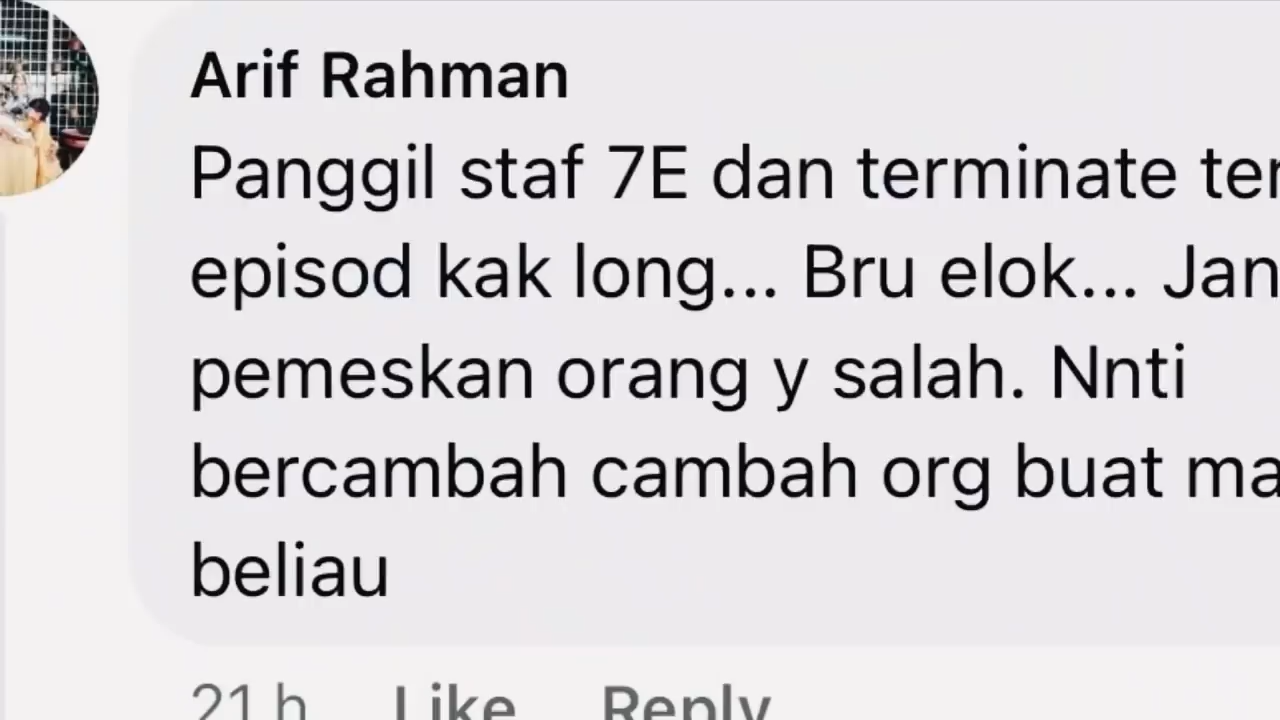 Arif Rahman
Panggil staf 7E dan terminate
episod kak long... Bru elok...
pemeskan orang y salah. Nnti
bercambah cambah org buat
beliau
21 h Like Reply